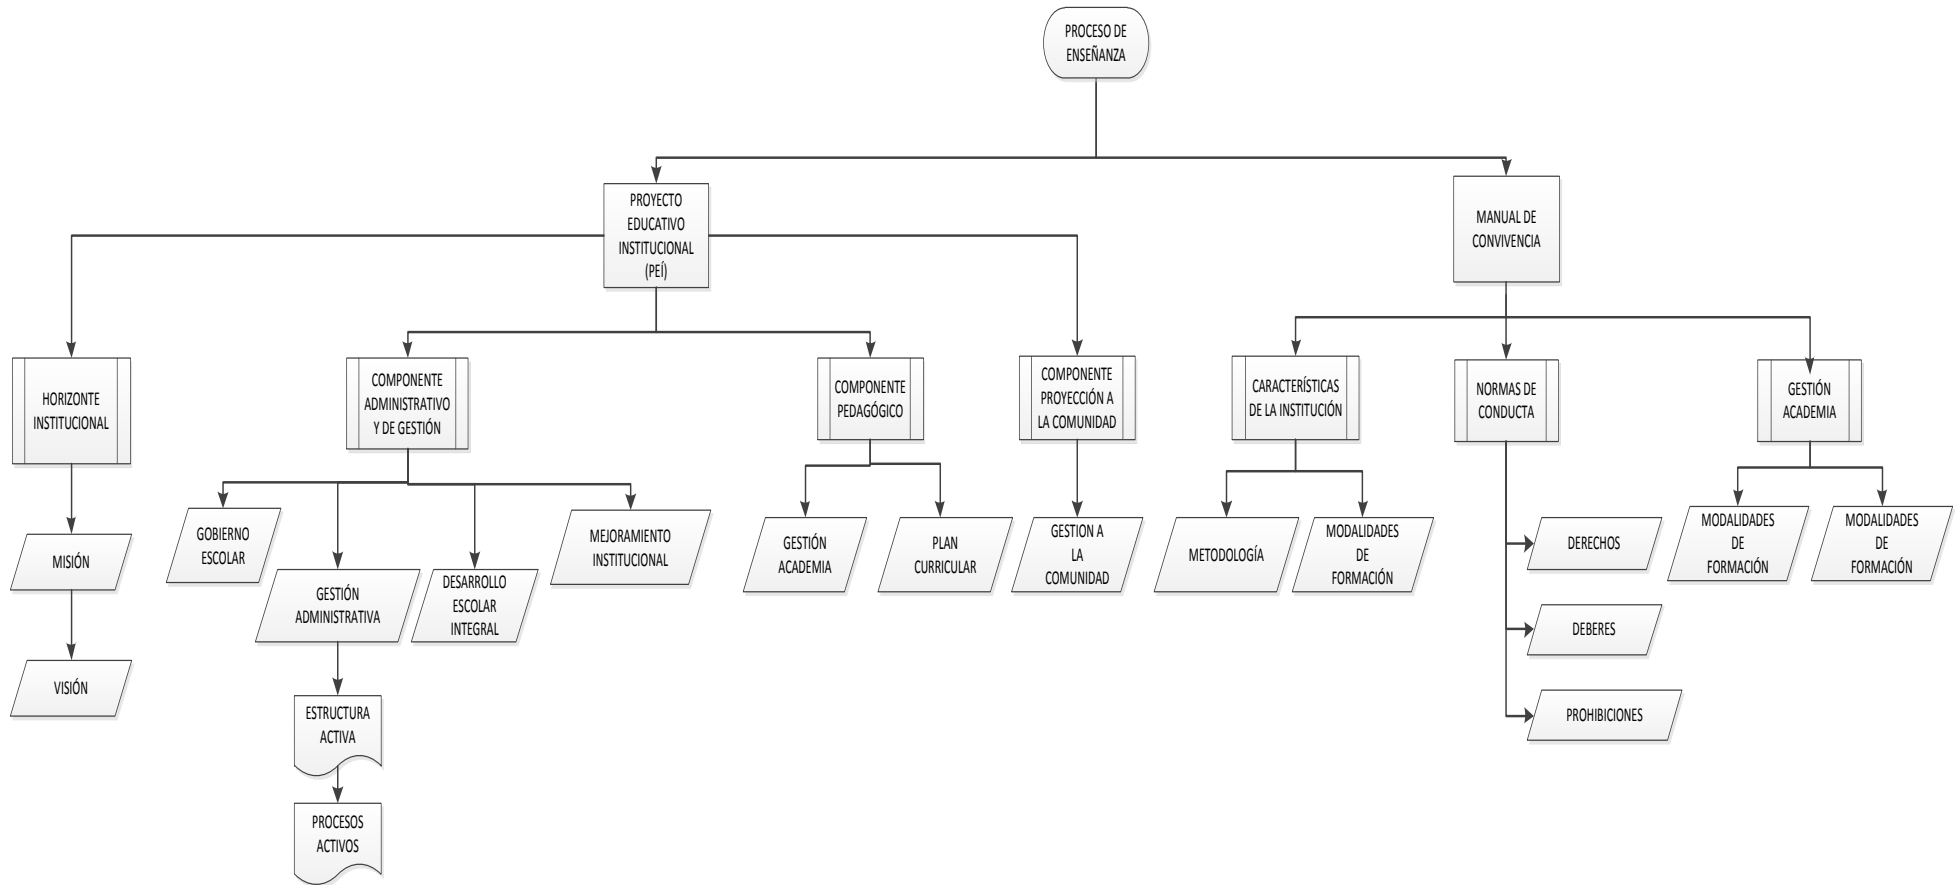 PROCESO DE
ENSEÑANZA
PROYECTO
EDUCATIVO
INSTITUCIONAL
(PEÍ)
MANUAL DE
CONVIVENCIA
HORIZONTE
INSTITUCIONAL
COMPONENTE
ADMINISTRATIVO
Y DE GESTIÓN
COMPONENTE
PEDAGÓGICO
COMPONENTE
PROYECCIÓN A
LA COMUNIDAD
CARACTERÍSTICAS
DE LA INSTITUCIÓN
NORMAS DE
CONDUCTA
GESTIÓN
ACADEMIA
MISIÓN
VISIÓN
GOBIERNO
ESCOLAR
GESTIÓN
ADMINISTRATIVA
DESARROLLO
ESCOLAR
INTEGRAL
MEJORAMIENTO
INSTITUCIONAL
ESTRUCTURA
ACTIVA
PROCESOS
ACTIVOS
GESTIÓN
ACADEMIA
PLAN
CURRICULAR
GESTION A
LA
COMUNIDAD
METODOLOGÍA
MODALIDADES
DE
FORMACIÓN
DERECHOS
DEBERES
PROHIBICIONES
MODALIDADES
DE
FORMACIÓN
MODALIDADES
DE
FORMACIÓN